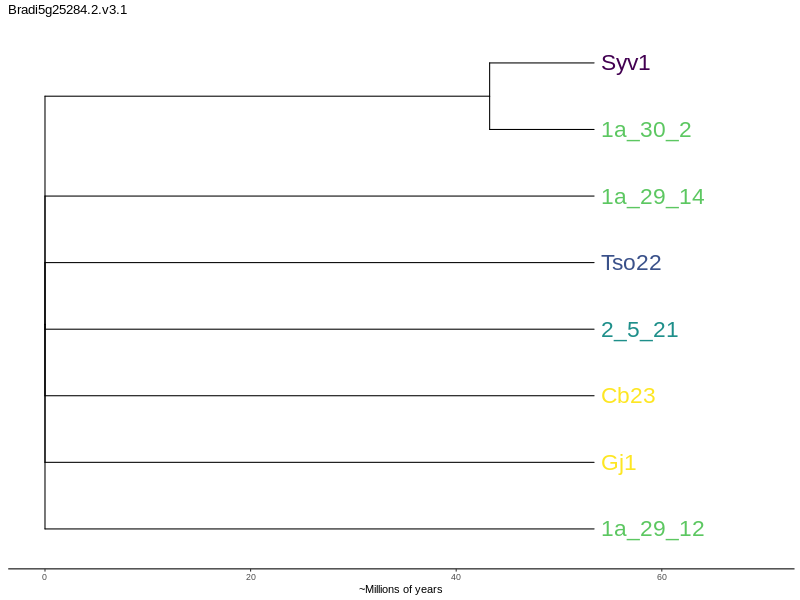 Bradi5g25284.2.v3.1
Syv1
1a_30_2
1a_29_14
Tso22
2_5_21
Cb23
Gj1
1a_29_12
0 20 40 60
~Millions of years